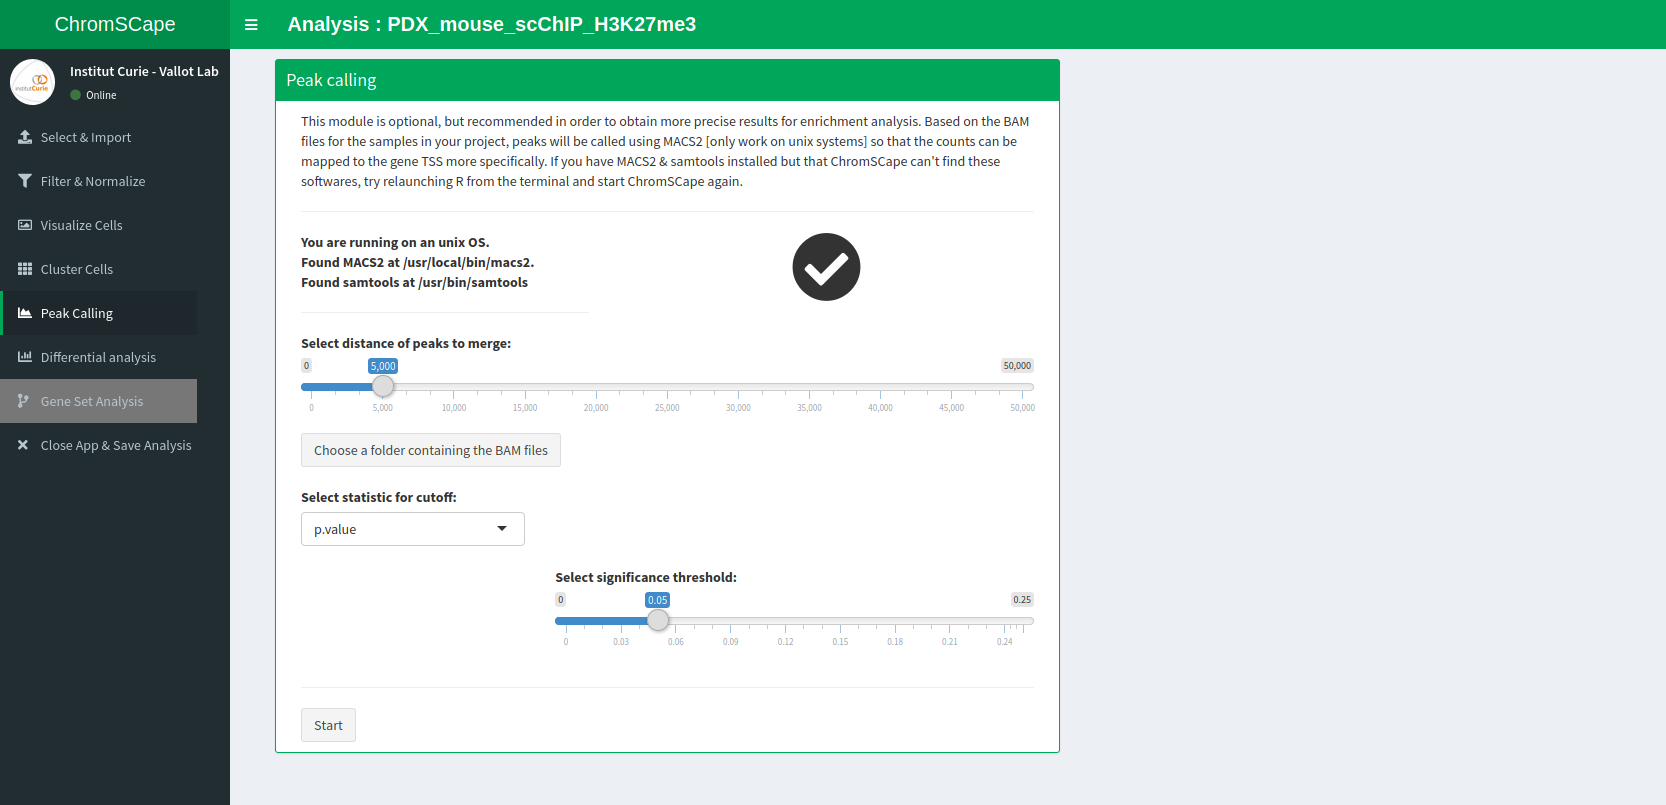 ChromSCape
Analysis : PDX_mouse_scChIP_H3K27me3
institutCurie
Institut Curie - Vallot Lab
Online
Select & Import
Filter & Normalize
Visualize Cells
Cluster Cells
Peak Calling
Differential analysis
Gene Set Analysis
Close App & Save Analysis
Peak calling
This module is optional, but recommended in order to obtain more precise results for enrichment analysis. Based on the BAM
files for the samples in your project, peaks will be called using MACS2 [only work on unix systems] so that the counts can be
mapped to the gene TSS more specifically. If you have MACS2 & samtools installed but that ChromSCape can't find these
softwares, try relaunching R from the terminal and start ChromSCape again.
You are running on an unix OS.
Found MACS2 at /usr/local/bin/macs2.
Found samtools at /usr/bin/samtools
Select distance of peaks to merge:
0 5,000 50,000
0 5,000 10,000 15,000 20,000 25,000 30,000 35,000 40,000 45,000 50,000
Choose a folder containing the BAM files
Select statistic for cutoff:
p.value
Select significance threshold:
0 0.05 0.25
0 0.03 0.06 0.09 0.12 0.15 0.18 0.21 0.24
Start